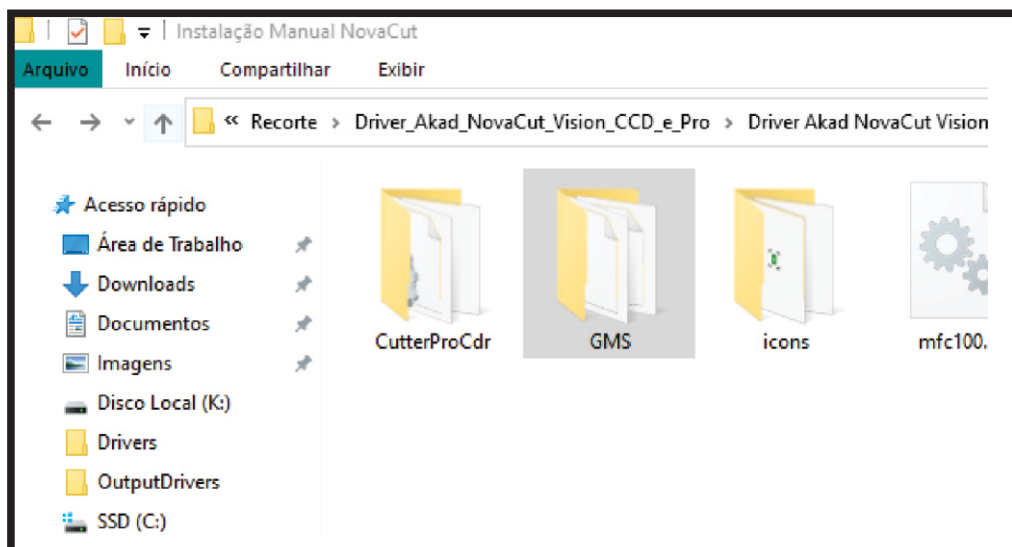 Instalação Manual NovaCut
Arquivo Início Compartilhar Exibir
« Recorte > Driver_Akad_NovaCut_Vision_CCD_e_Pro > Driver Akad NovaCut Vision
Acesso rápido
Área de Trabalho
Downloads
Documentos
Imagens
Disco Local (K:)
Drivers
OutputDrivers
SSD (C:)
CutterProCdr GMS icons mfc100.